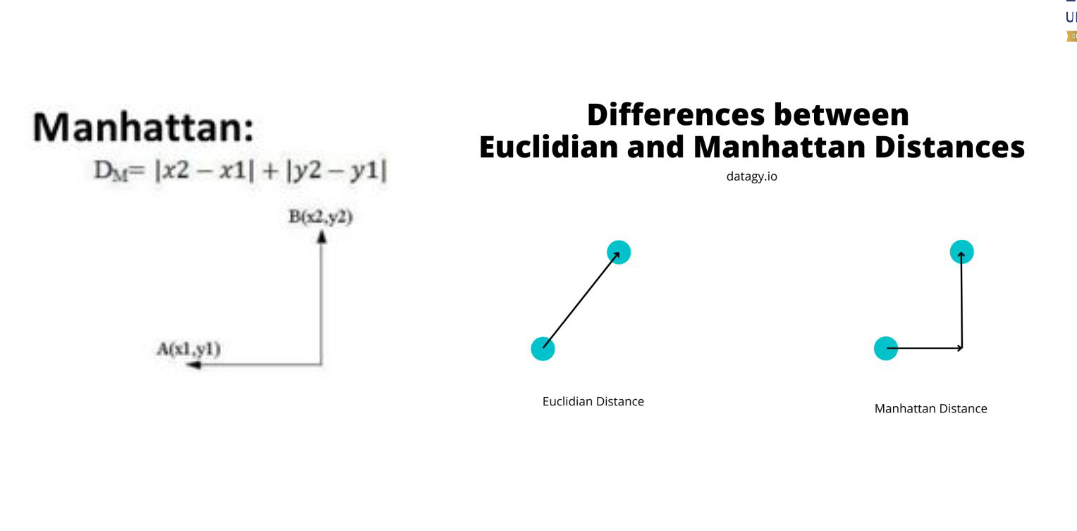 Manhattan:
D_M= |x2 – x1| + |y2 – y1|
B(x2,y2)
A(x1,y1)
Differences between
Euclidian and Manhattan Distances
datagy.io
Euclidian Distance
Manhattan Distance